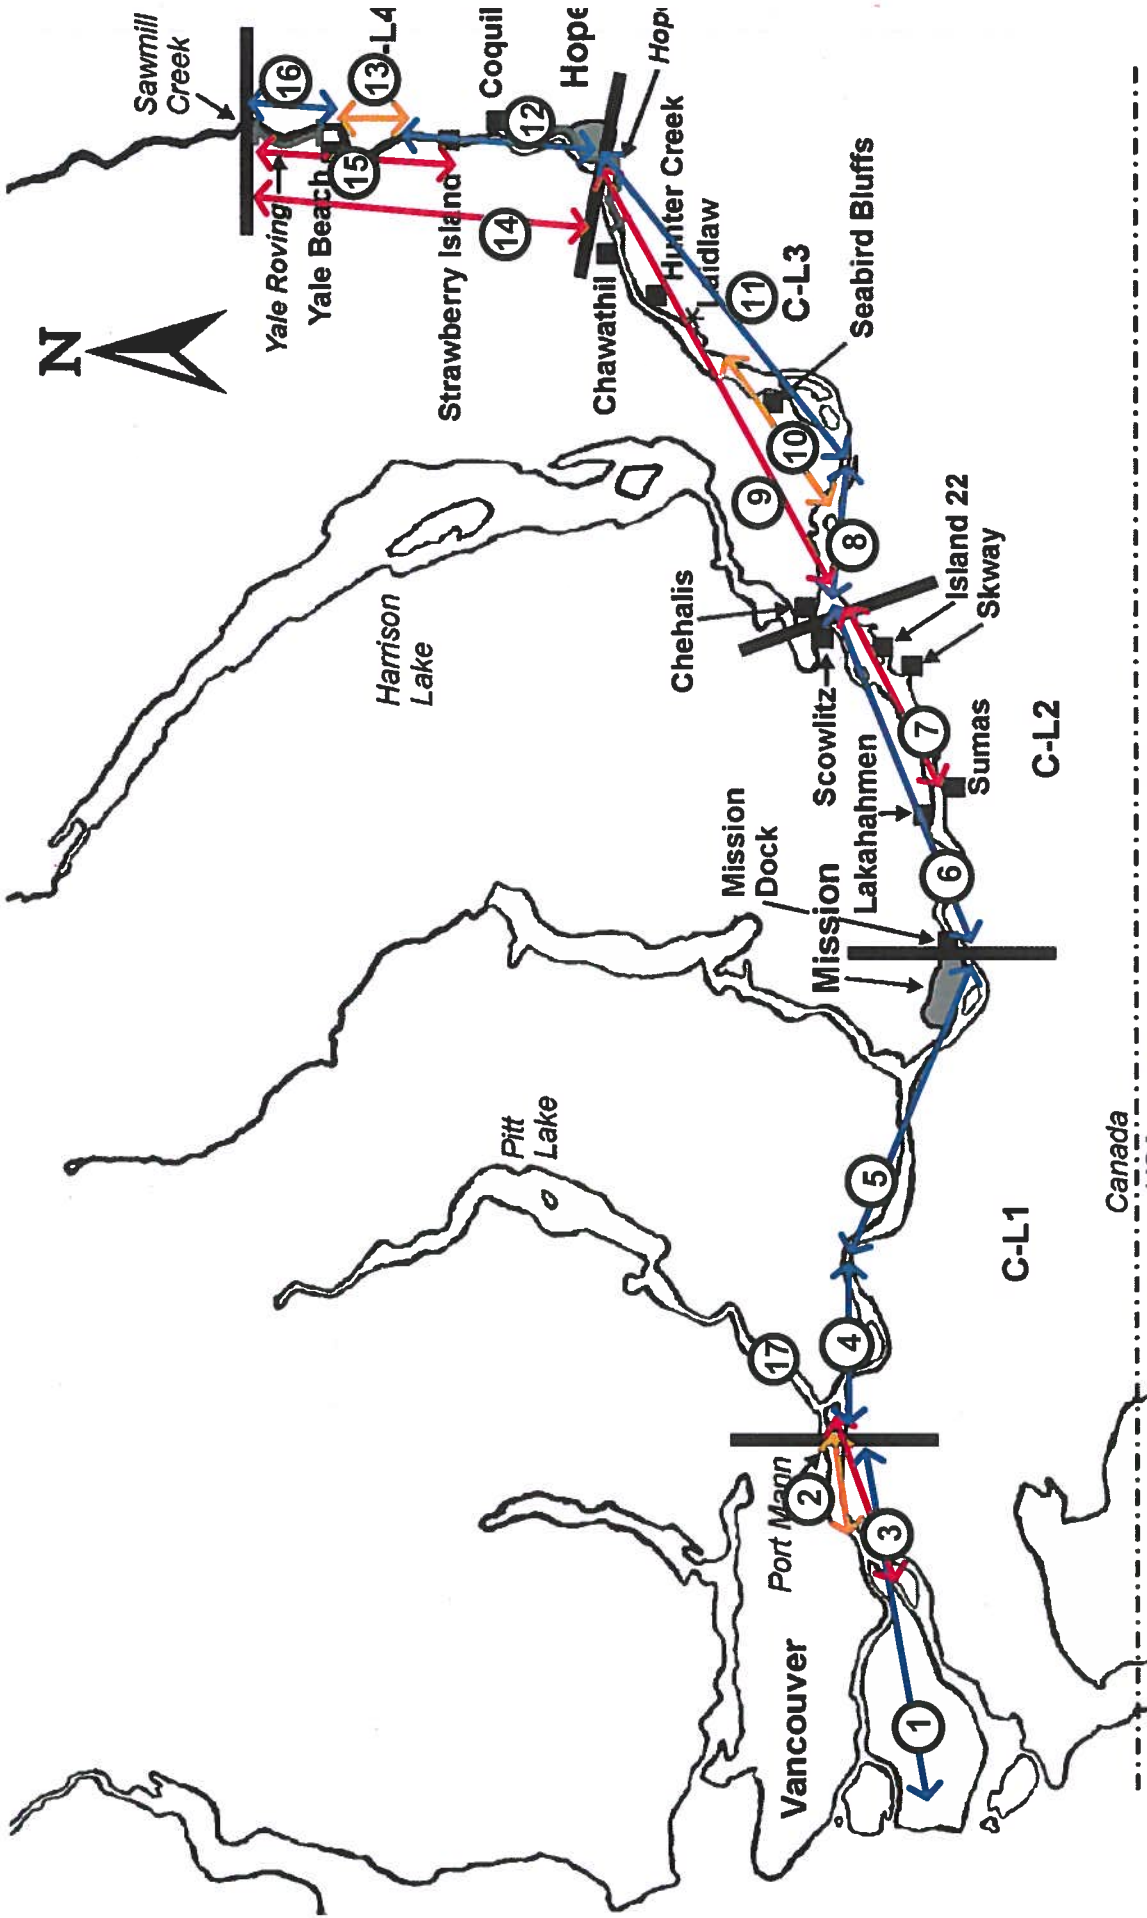 Sawmill
Creek
16
13
-L4
Coquil
Hope
Hop
12
15
14
Yale Roving
Yale Beach
Strawberry Island
N
Chawathil
Hunter Creek
Laidlaw
11
C-L3
Seabird Bluffs
10
9
8
Harrison
Lake
Chehalis
Island 22
Skway
Scowlitz
7
Sumas
C-L2
Lakahahmen
Mission
Dock
Mission
6
Pitt
Lake
5
C-L1
Canada
4
17
Port Mann
2
3
Vancouver
1